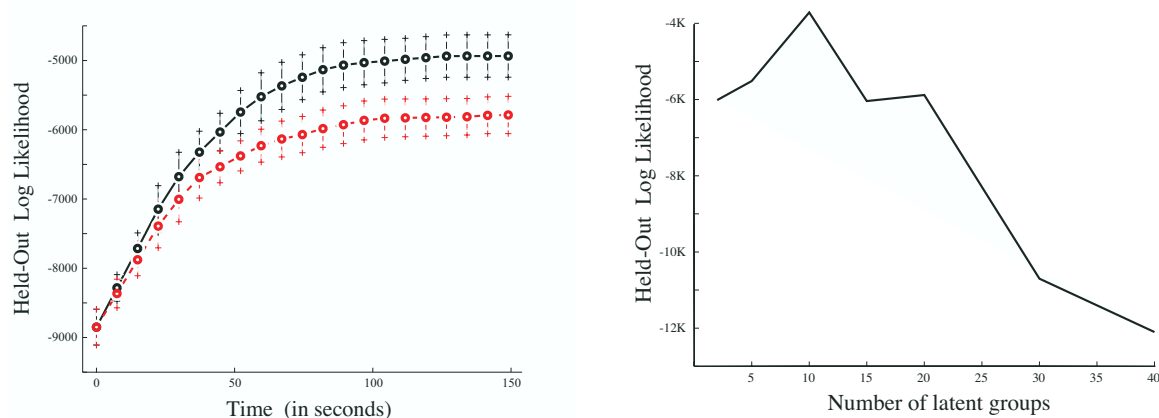 Held-Out Log Likelihood
-5000
-6000
-7000
-8000
-9000
0
50
100
150
Time (in seconds)
Held-Out Log Likelihood
-4K
-6K
-8K
-10K
-12K
5
10
15
20
25
30
35
40
Number of latent groups